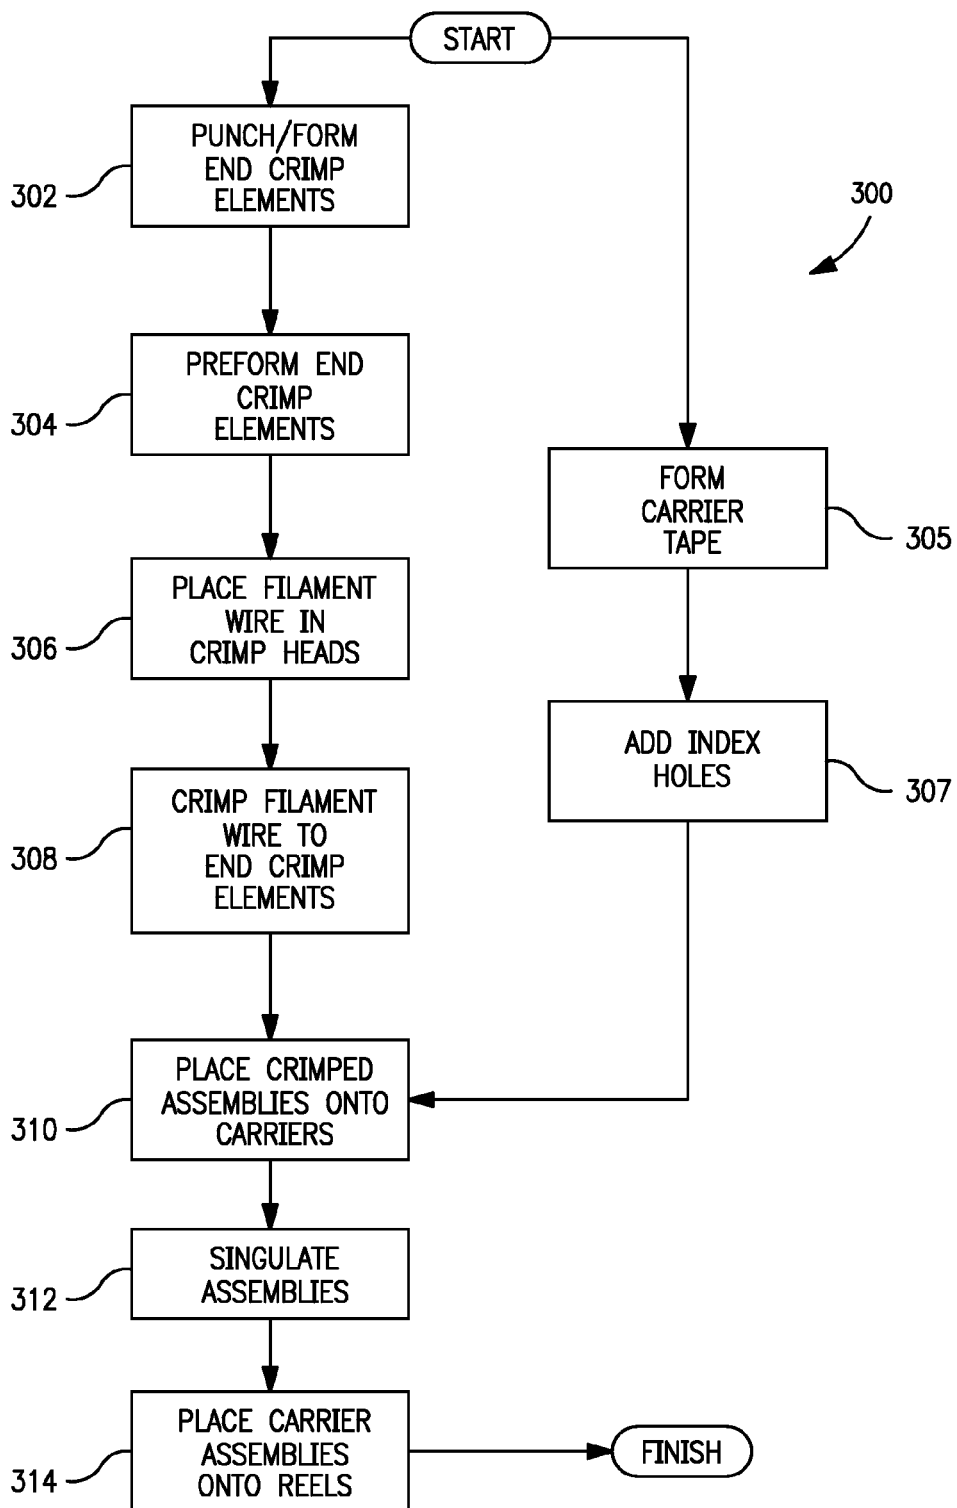 START
PUNCH/FORM
END CRIMP
ELEMENTS
302
300
PREFORM END
CRIMP
ELEMENTS
304
FORM
CARRIER
TAPE
305
PLACE FILAMENT
WIRE IN
CRIMP HEADS
306
ADD INDEX
HOLES
307
CRIMP FILAMENT
WIRE TO
END CRIMP
ELEMENTS
308
PLACE CRIMPED
ASSEMBLIES ONTO
CARRIERS
310
SINGULATE
ASSEMBLIES
312
PLACE CARRIER
ASSEMBLIES
ONTO REELS
314
FINISH